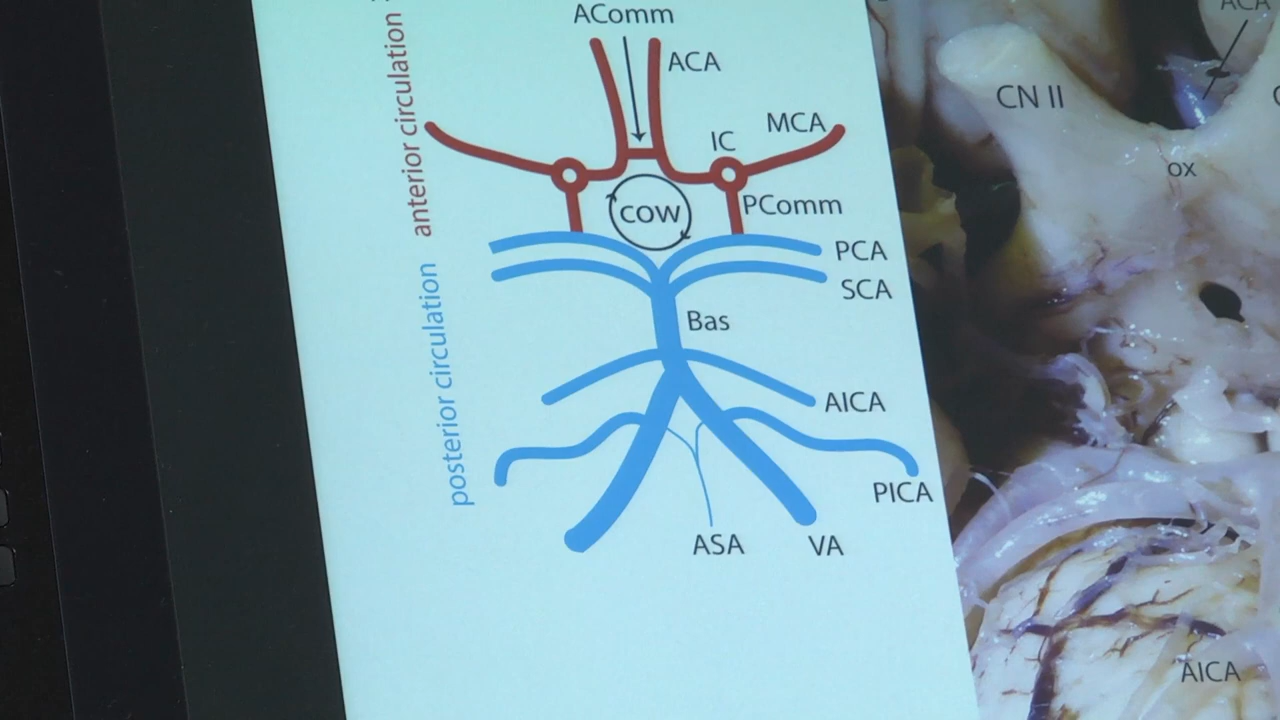 AComm
ACA
anterior circulation
MCA
IC
COW
PComm
PCA
SCA
posterior circulation
Bas
AICA
PICA
ASA
VA
ACA
CN II
ox
AICA